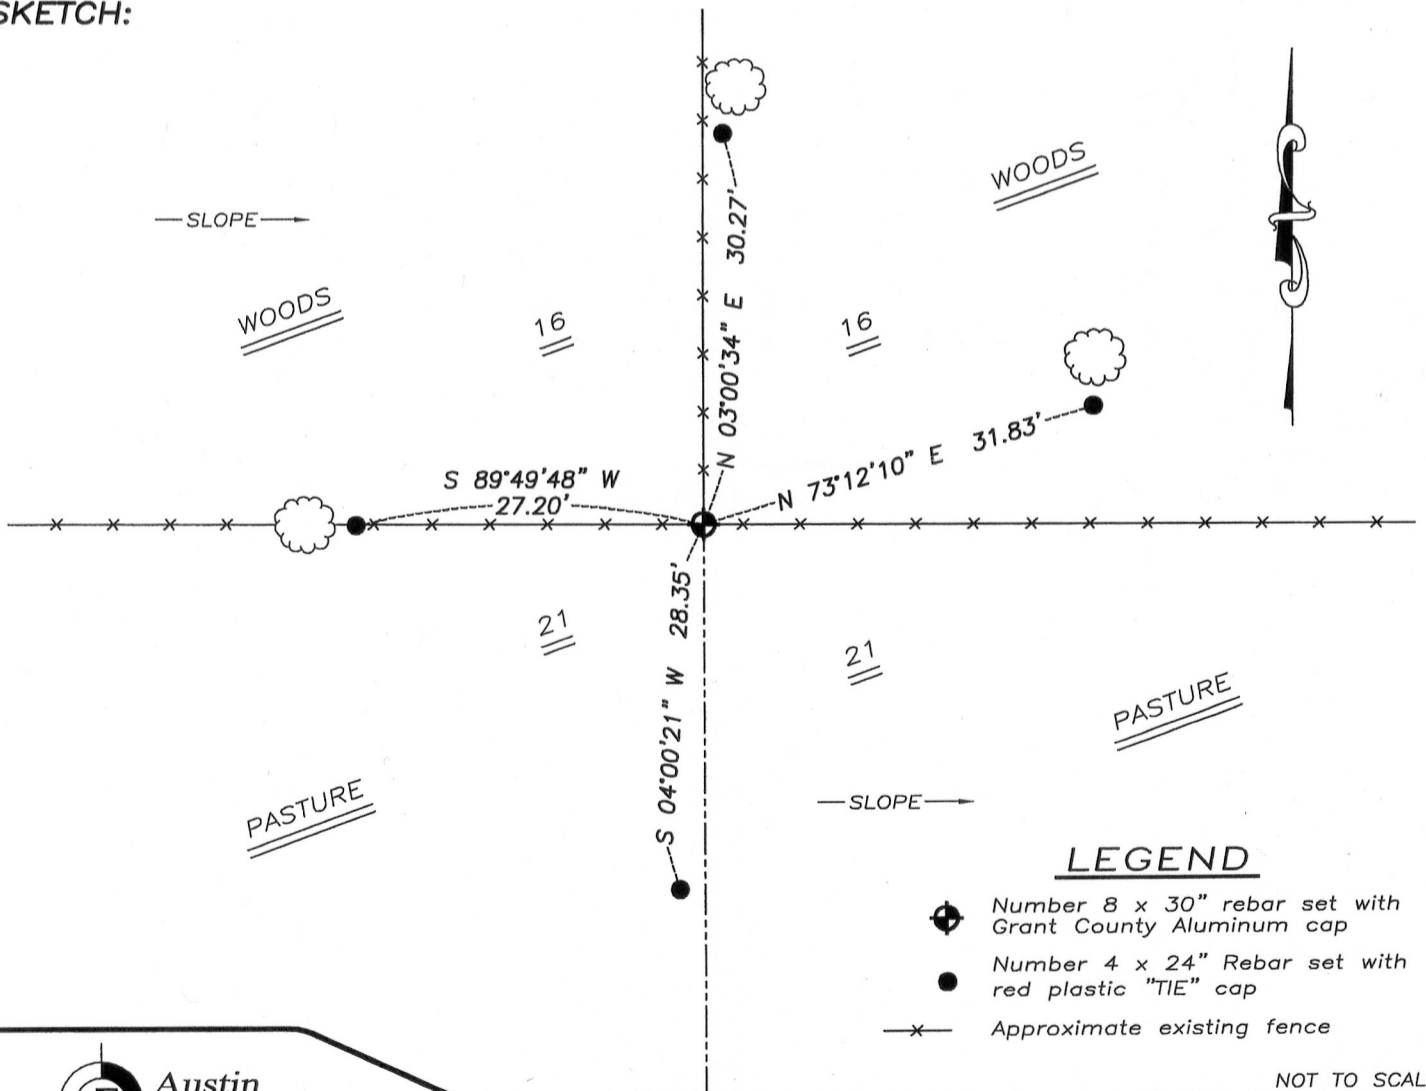 SKETCH:
WOODS
SLOPE
30.27'
N 03°00'34" E
WOODS
16
16
31.83'
N 73°12'10" E
S 89°49'48" W
27.20'
28.35'
S 04°00'21" W
21
21
PASTURE
PASTURE
SLOPE
LEGEND
Number 8 x 30" rebar set with
Grant County Aluminum cap
Number 4 x 24" Rebar set with
red plastic "TIE" cap
Approximate existing fence
NOT TO SCAL
Austin